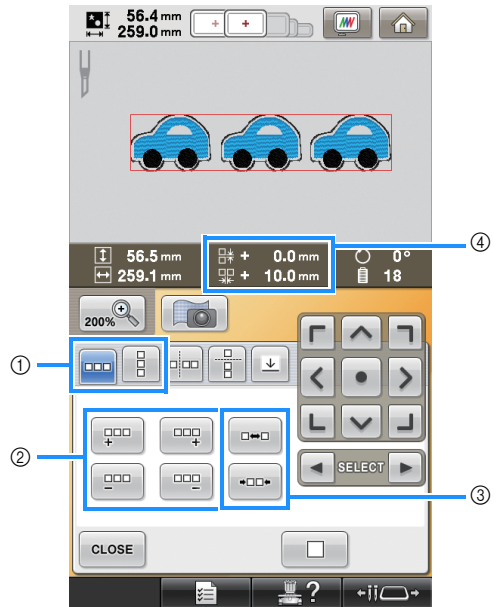 56.4 mm
259.0 mm
56.5 mm
259.1 mm
+ 0.0 mm
+ 10.0 mm
0°
18
④
200%
①
②
③
SELECT
CLOSE
?